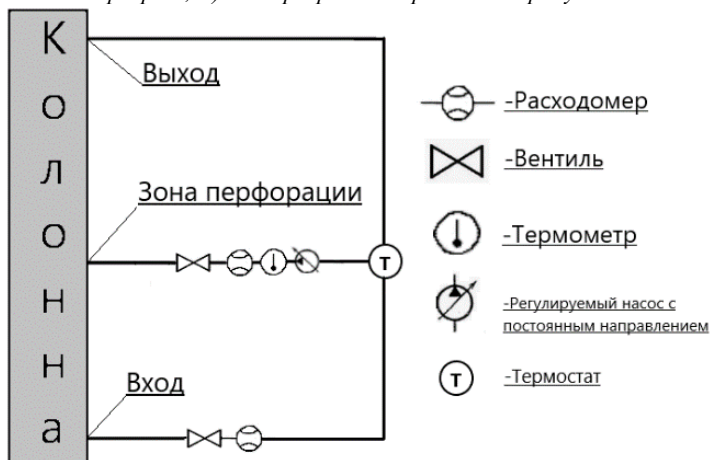 К
о
л
о
н
н
а
Выход
Зона перфорации
Вход
Т
-Расходомер
-Вентиль
-Термометр
-Регулируемый насос с
постоянным направлением
Т
-Термостат